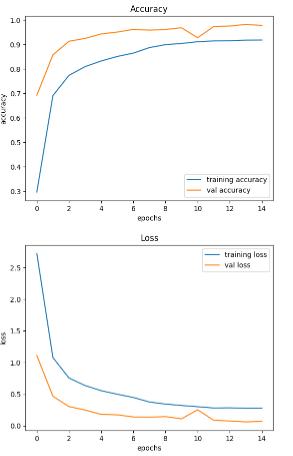 Accuracy
1.0
0.9
0.8
0.7
0.6
0.5
0.4
0.3
accuracy
training accuracy
val accuracy
0 2 4 6 8 10 12 14
epochs
Loss
training loss
val loss
2.5
2.0
1.5
1.0
0.5
0.0
loss
0 2 4 6 8 10 12 14
epochs